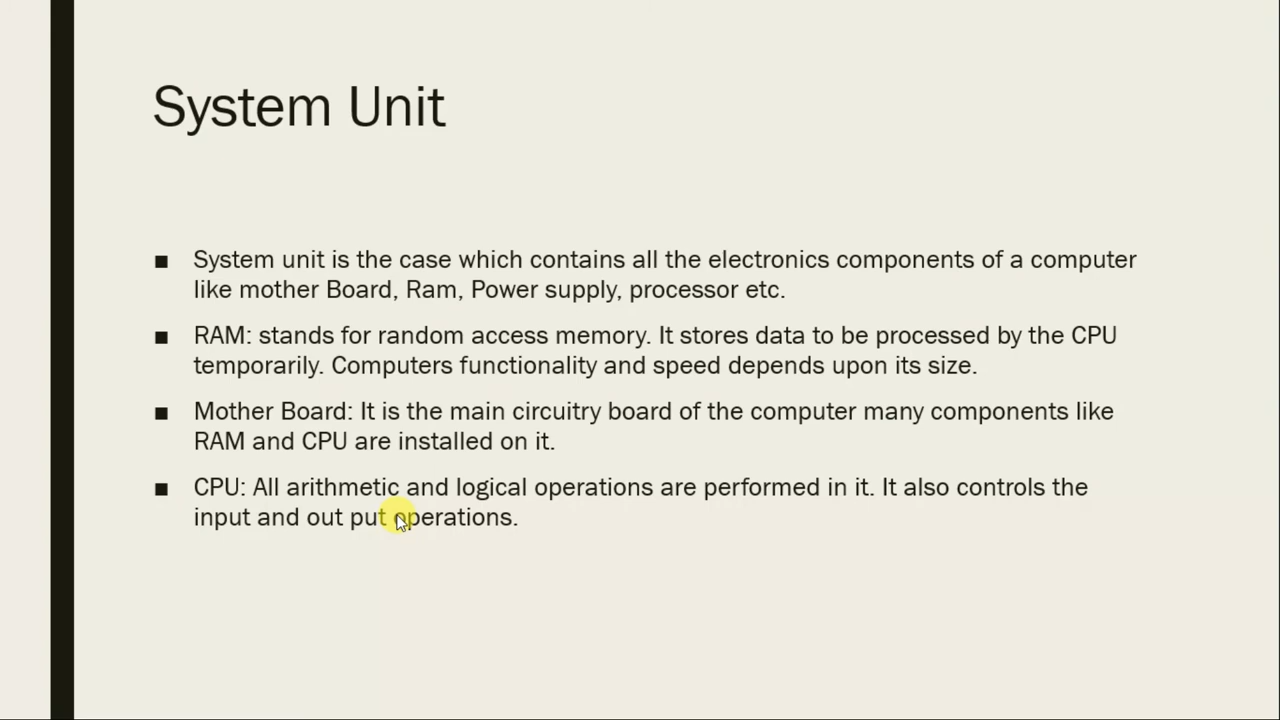 System Unit
■ System unit is the case which contains all the electronics components of a computer
like mother Board, Ram, Power supply, processor etc.
■ RAM: stands for random access memory. It stores data to be processed by the CPU
temporarily. Computers functionality and speed depends upon its size.
■ Mother Board: It is the main circuitry board of the computer many components like
RAM and CPU are installed on it.
■ CPU: All arithmetic and logical operations are performed in it. It also controls the
input and out put operations.